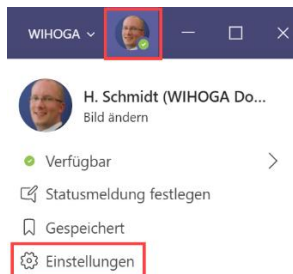 WIHOGA
H. Schmidt (WIHOGA Do...
Bild ändern
Verfügbar
Statusmeldung festlegen
Gespeichert
Einstellungen